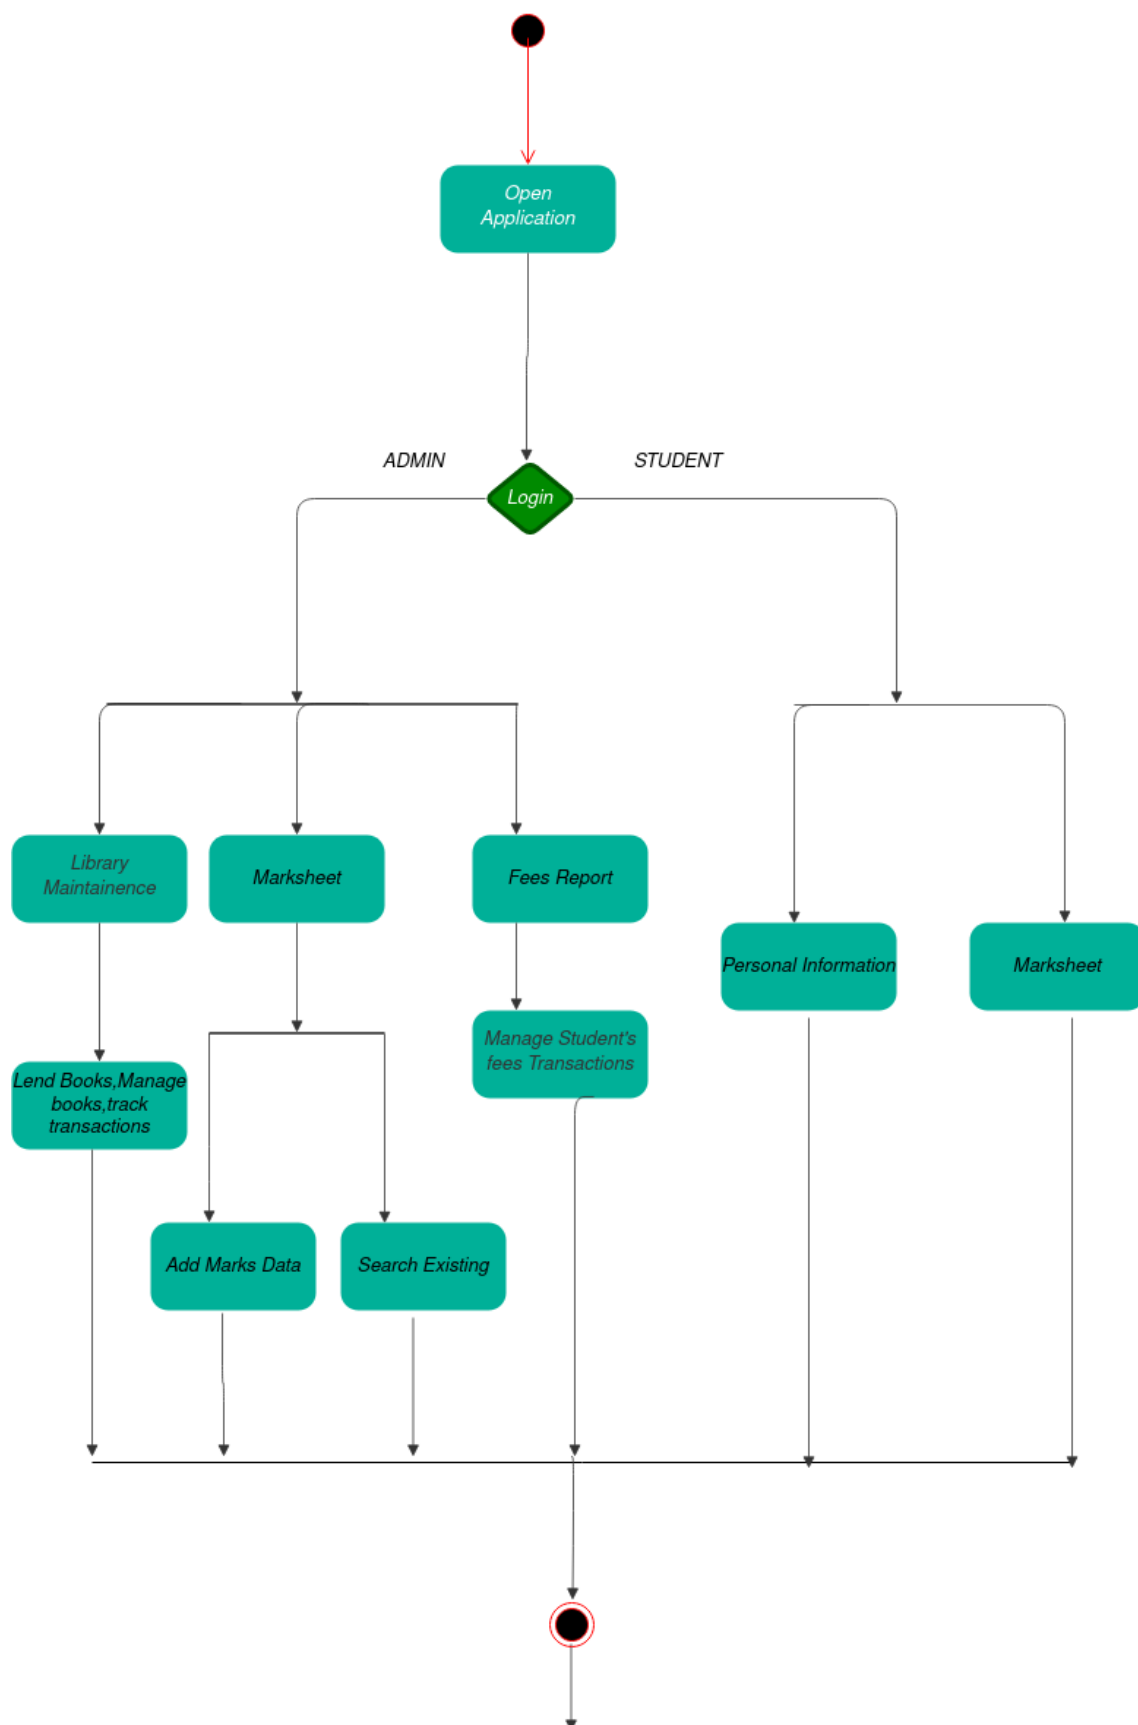 Open
Application
ADMIN
STUDENT
Login
Library
Maintainence
Marksheet
Fees Report
Personal Information
Marksheet
Manage Student's
fees Transactions
Lend Books,Manage
books,track
transactions
Add Marks Data
Search Existing